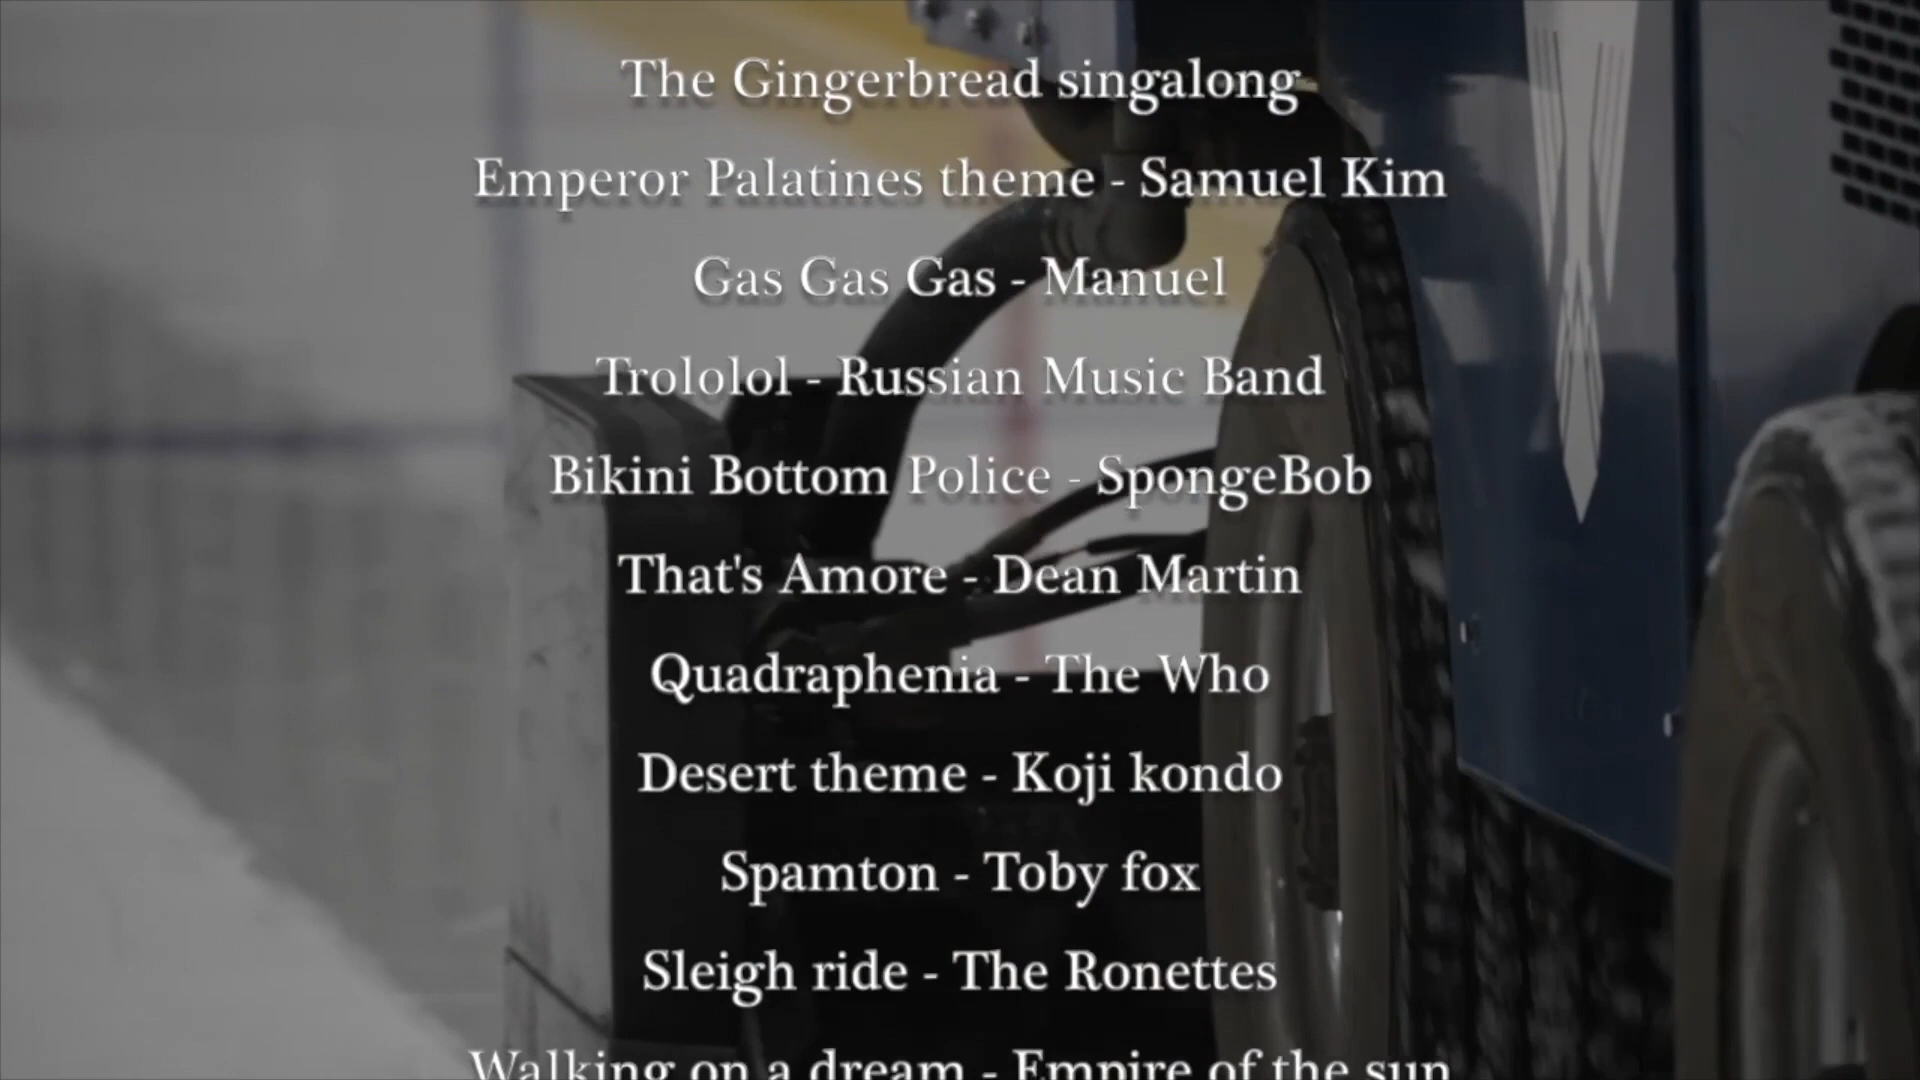 The Gingerbread singalong
Emperor Palatines theme - Samuel Kim
Gas Gas Gas - Manuel
Trololol - Russian Music Band
Bikini Bottom Police - SpongeBob
That's Amore - Dean Martin
Quadraphenia - The Who
Desert theme - Koji kondo
Spamton - Toby fox
Sleigh ride - The Ronettes
Walking on a dream - Empire of the sun